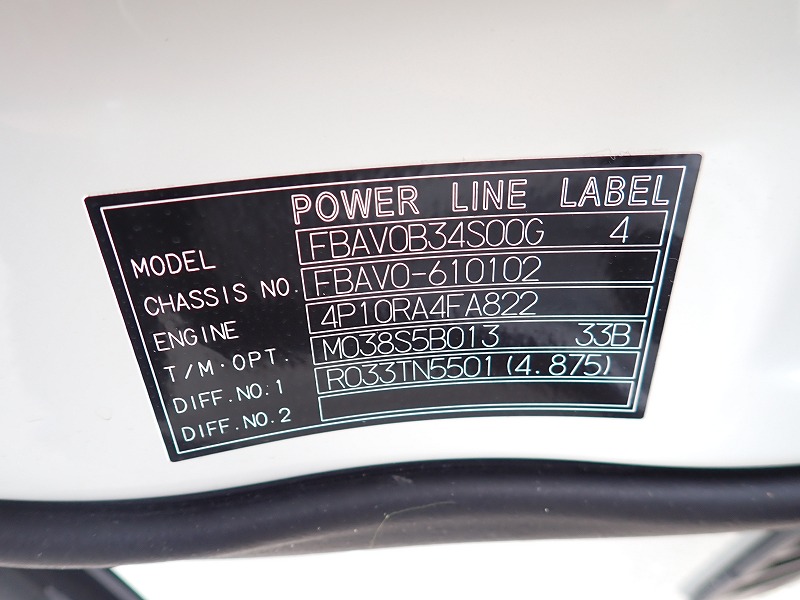 POWER LINE LABEL
MODEL FBAV0B34S00G 4
CHASSIS NO. FBAV0-610102
ENGINE 4P10RA4FA822
T/M·OPT. M038S5B013 33B
DIFF.NO:1 R033TN5501(4.875)
DIFF.NO.2